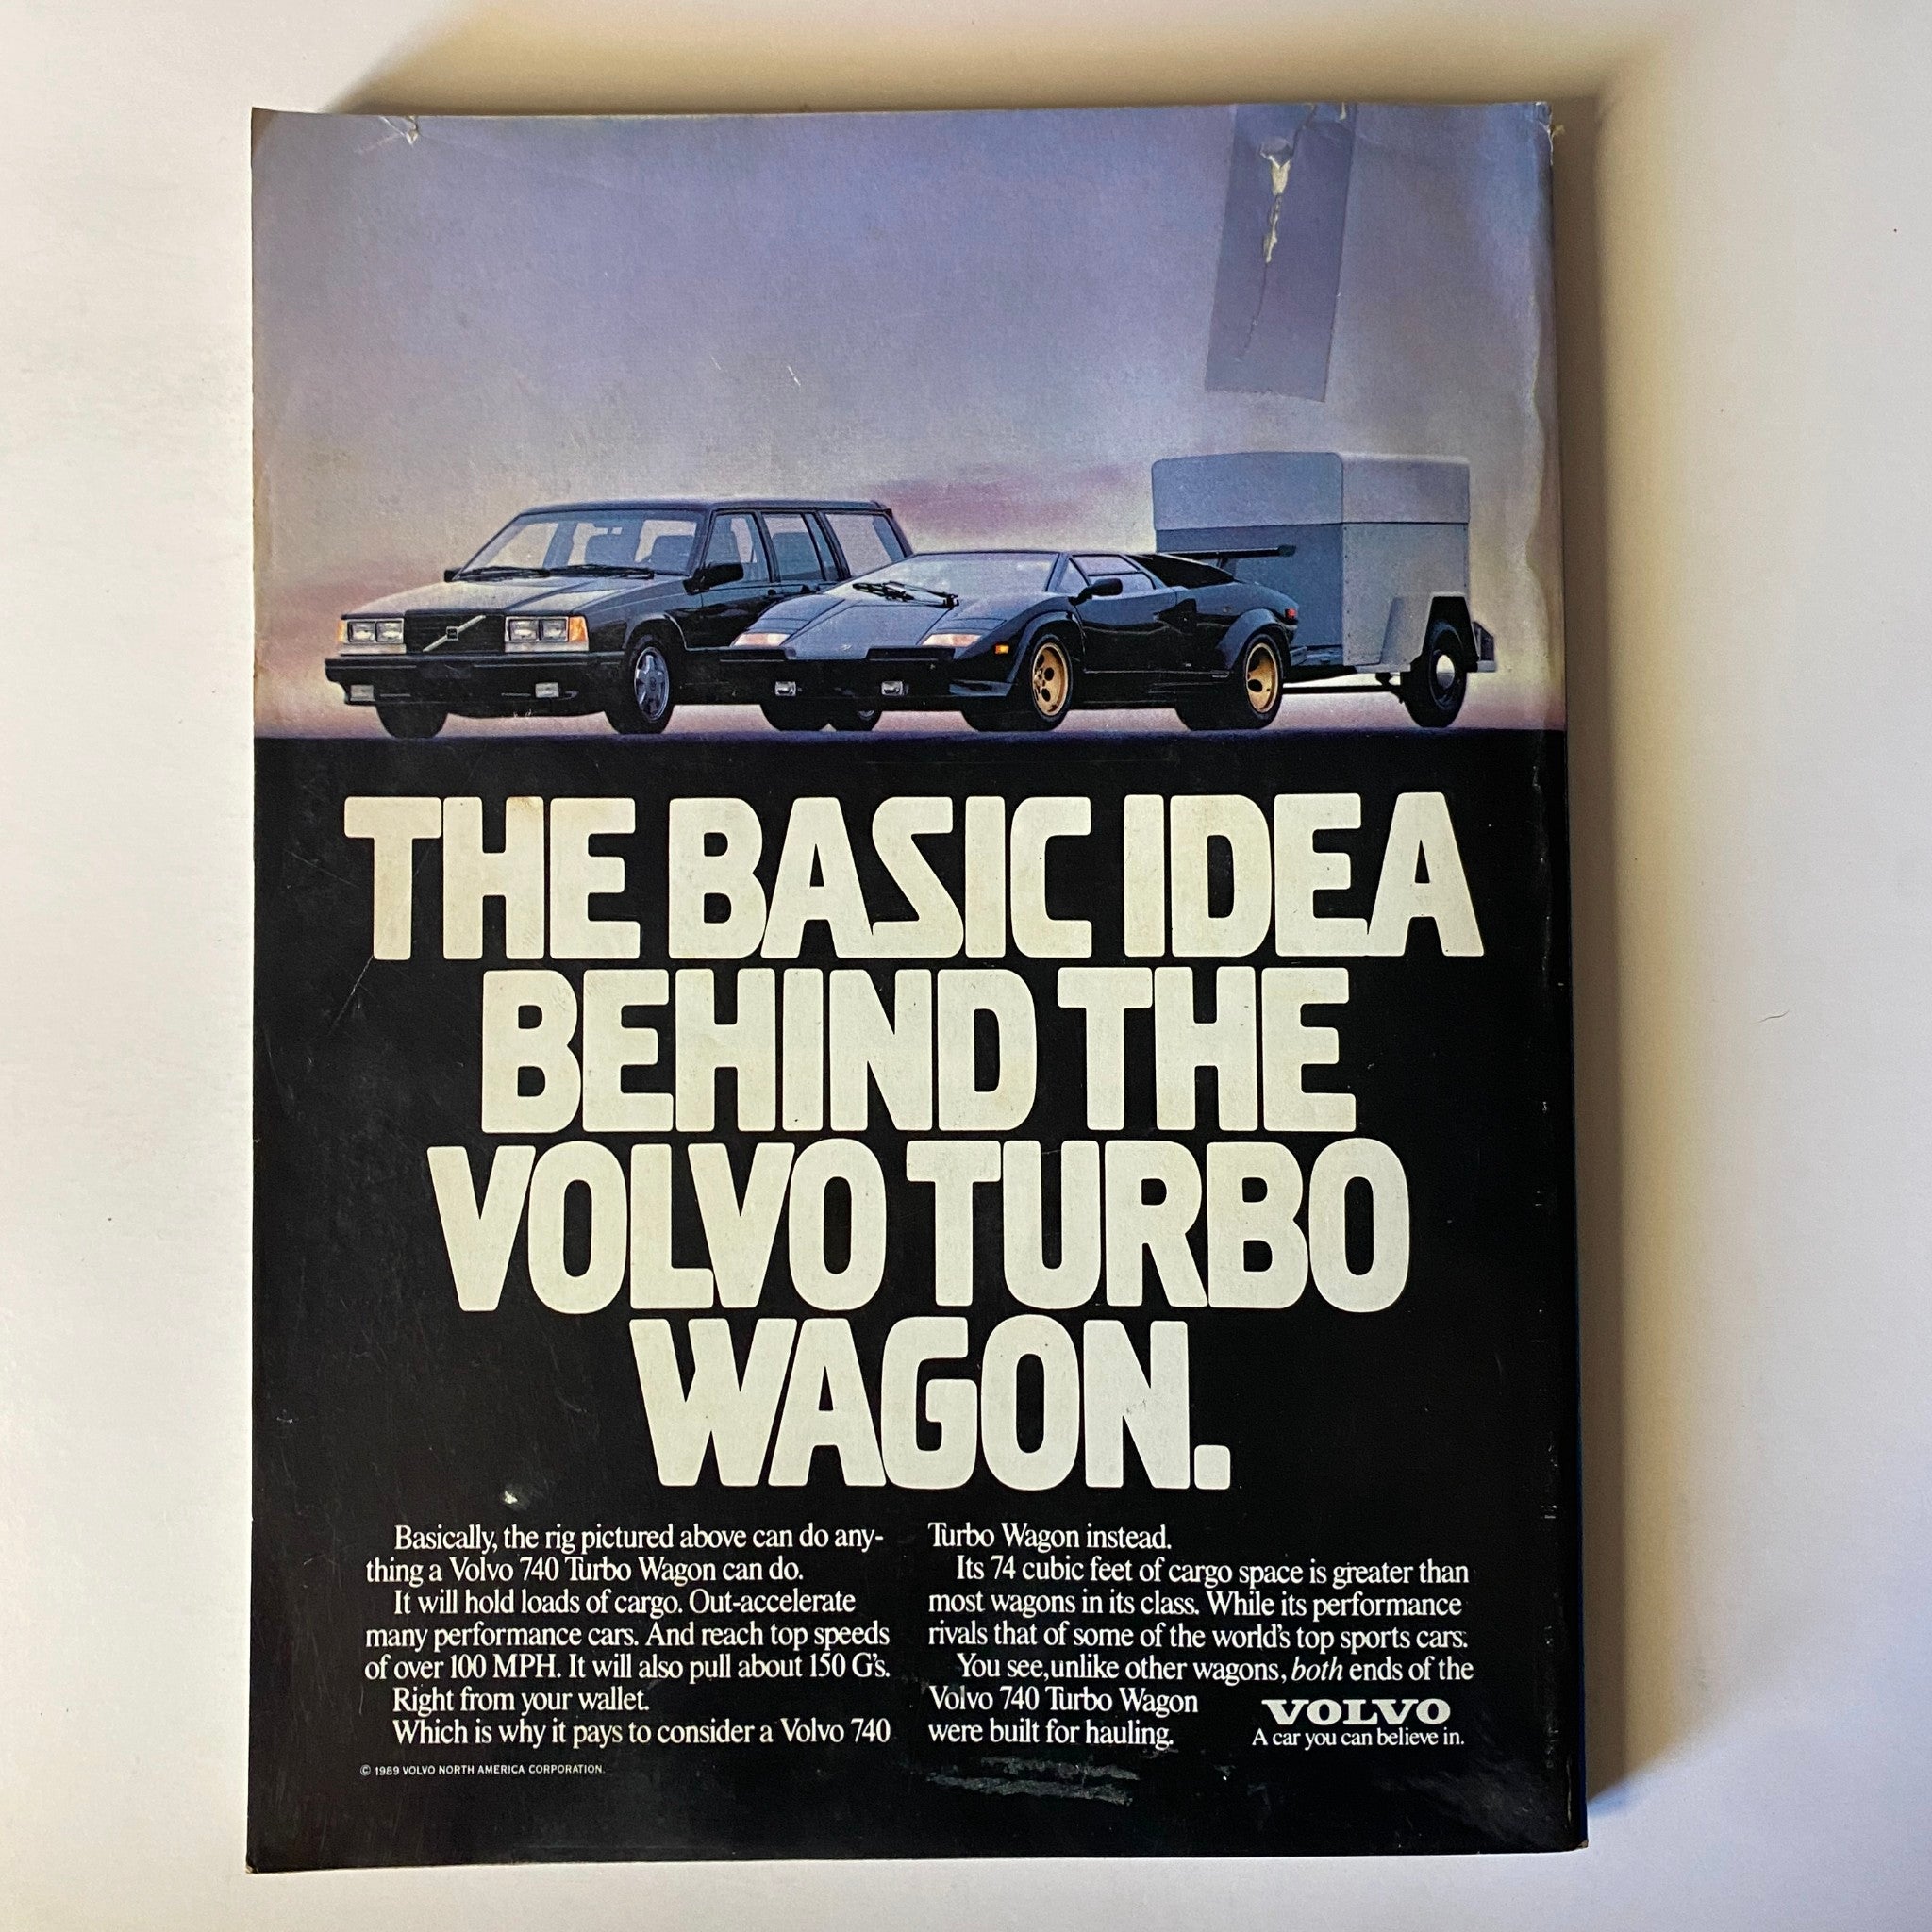 THE BASIC IDEA
BEHIND THE
VOLVO TURBO
WAGON.
Basically, the rig pictured above can do any-
thing a Volvo 740 Turbo Wagon can do.
It will hold loads of cargo. Out-accelerate
many performance cars. And reach top speeds
of over 100 MPH. It will also pull about 150 G's.
Right from your wallet.
Which is why it pays to consider a Volvo 740
Turbo Wagon instead.
Its 74 cubic feet of cargo space is greater than
most wagons in its class. While its performance
rivals that of some of the world's top sports cars.
You see, unlike other wagons, both ends of the
Volvo 740 Turbo Wagon
were built for hauling.
VOLVO
A car you can believe in.
© 1989 VOLVO NORTH AMERICA CORPORATION.